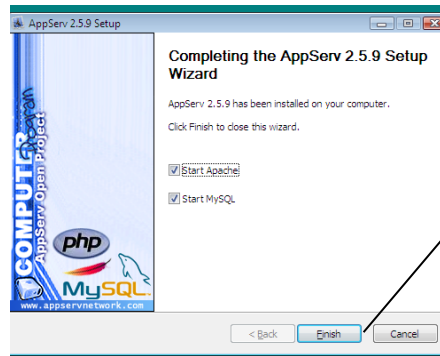 AppServ 2.5.9 Setup
Completing the AppServ 2.5.9 Setup
Wizard
AppServ 2.5.9 has been installed on your computer.
Click Finish to close this wizard.
Start Apache
Start MySQL
COMPUTER
Program
AppServ Open Project
php
MySQL
www.appservnetwork.com
< Back
Finish
Cancel